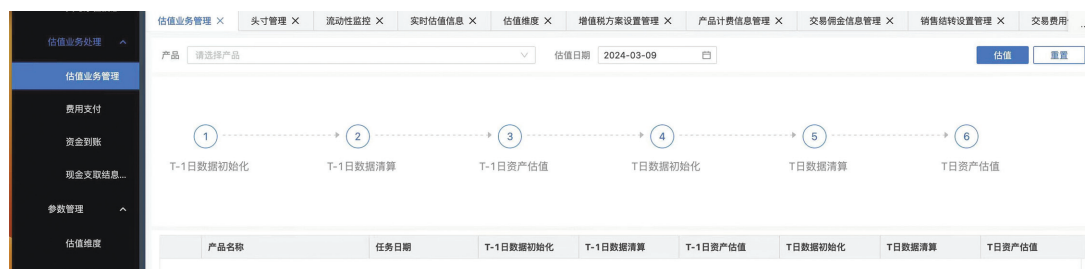 估值业务管理 × 头寸管理 × 流动性监控 × 实时估值信息 × 估值维度 × 增值税方案设置管理 × 产品计费信息管理 × 交易佣金信息管理 × 销售结转设置管理 × 交易费用
估值业务处理
产品 请选择产品 估值日期 2024-03-09 估值 重置
估值业务管理
费用支付
1 2 3 4 5 6
资金到账
T-1日数据初始化 T-1日数据清算 T-1日资产估值 T日数据初始化 T日数据清算 T日资产估值
现金支取结息...
参数管理
估值维度
产品名称 任务日期 T-1日数据初始化 T-1日数据清算 T-1日资产估值 T日数据初始化 T日数据清算 T日资产估值